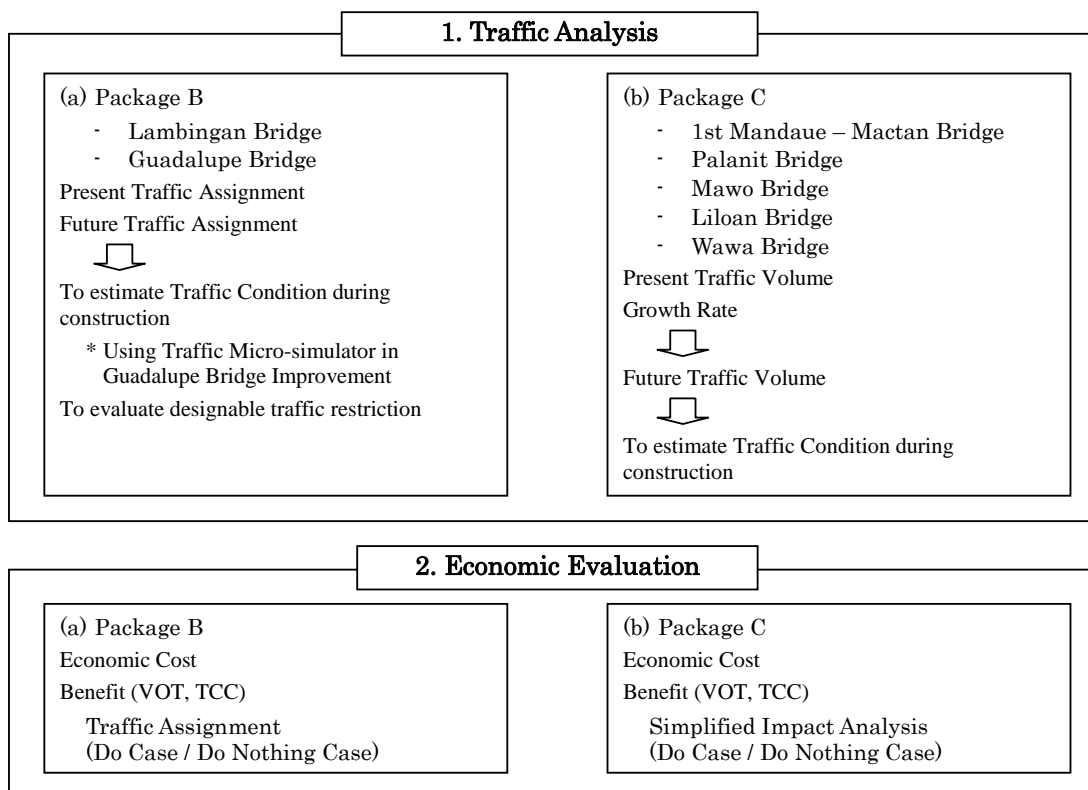 1. Traffic Analysis
(a) Package B
- Lambingan Bridge
- Guadalupe Bridge
Present Traffic Assignment
Future Traffic Assignment
To estimate Traffic Condition during
construction
* Using Traffic Micro-simulator in
Guadalupe Bridge Improvement
To evaluate designable traffic restriction
(b) Package C
- 1st Mandaue – Mactan Bridge
- Palanit Bridge
- Mawo Bridge
- Liloan Bridge
- Wawa Bridge
Present Traffic Volume
Growth Rate
Future Traffic Volume
To estimate Traffic Condition during
construction
2. Economic Evaluation
(a) Package B
Economic Cost
Benefit (VOT, TCC)
Traffic Assignment
(Do Case / Do Nothing Case)
(b) Package C
Economic Cost
Benefit (VOT, TCC)
Simplified Impact Analysis
(Do Case / Do Nothing Case)